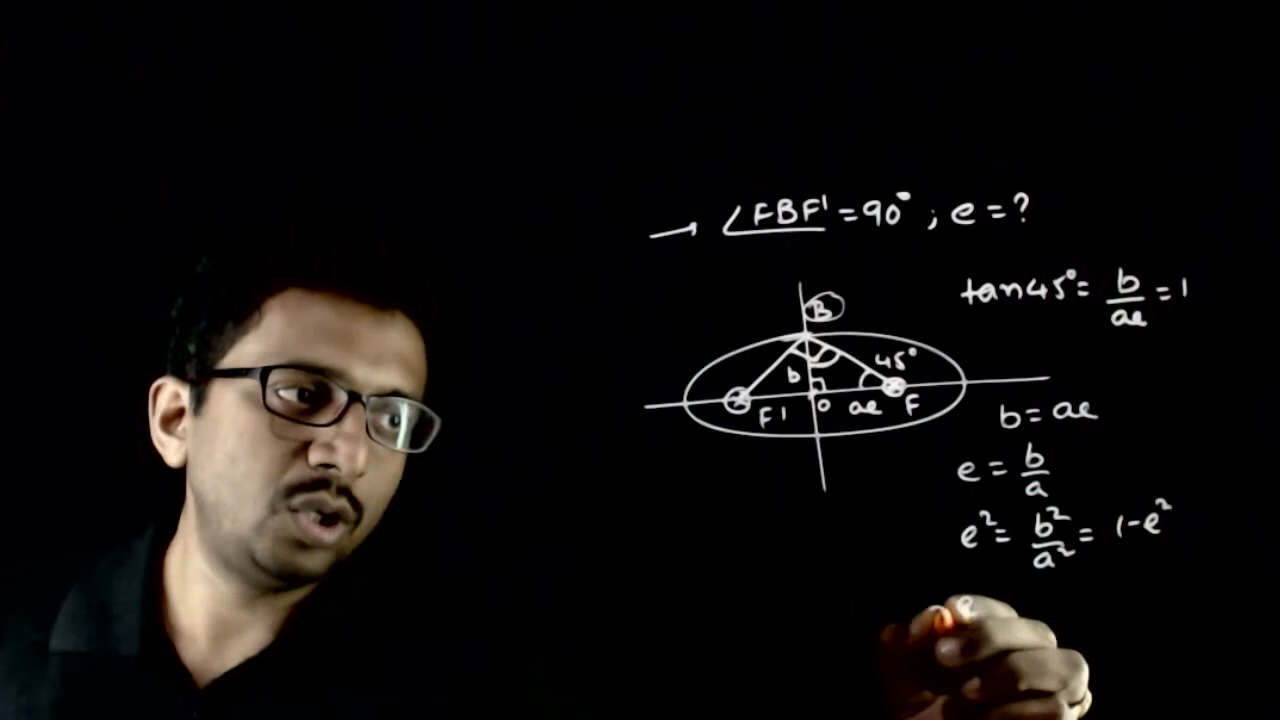 → ∠FBF' = 90° ; e = ?
tan45° = b/ae = 1
B
45°
b
F' O ae F
b = ae
e = b/a
e² = b²/a² = 1-e²